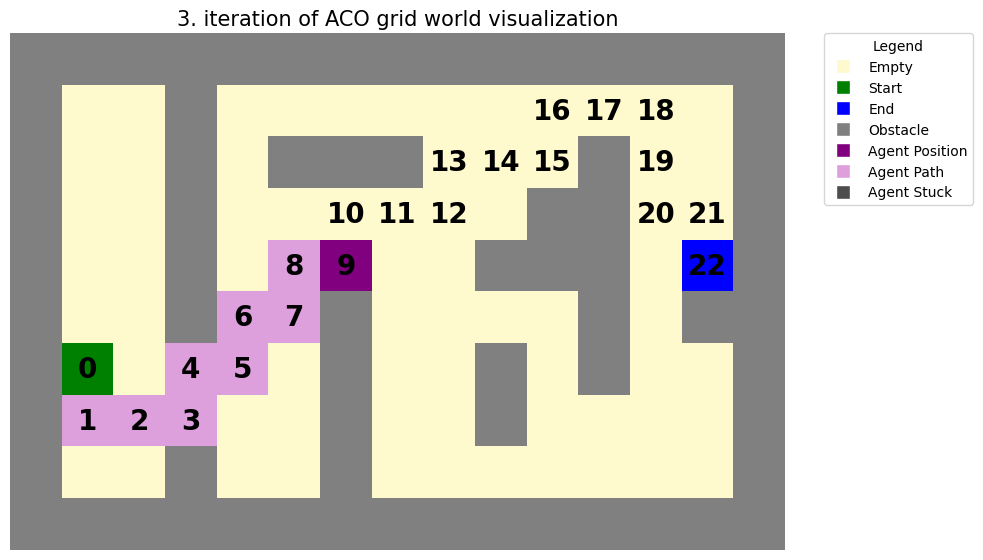 3. iteration of ACO grid world visualization
Legend
Empty
Start
End
Obstacle
Agent Position
Agent Path
Agent Stuck
16 17 18
13 14 15 19
10 11 12 20 21
8 9 22
6 7
0 4 5
1 2 3